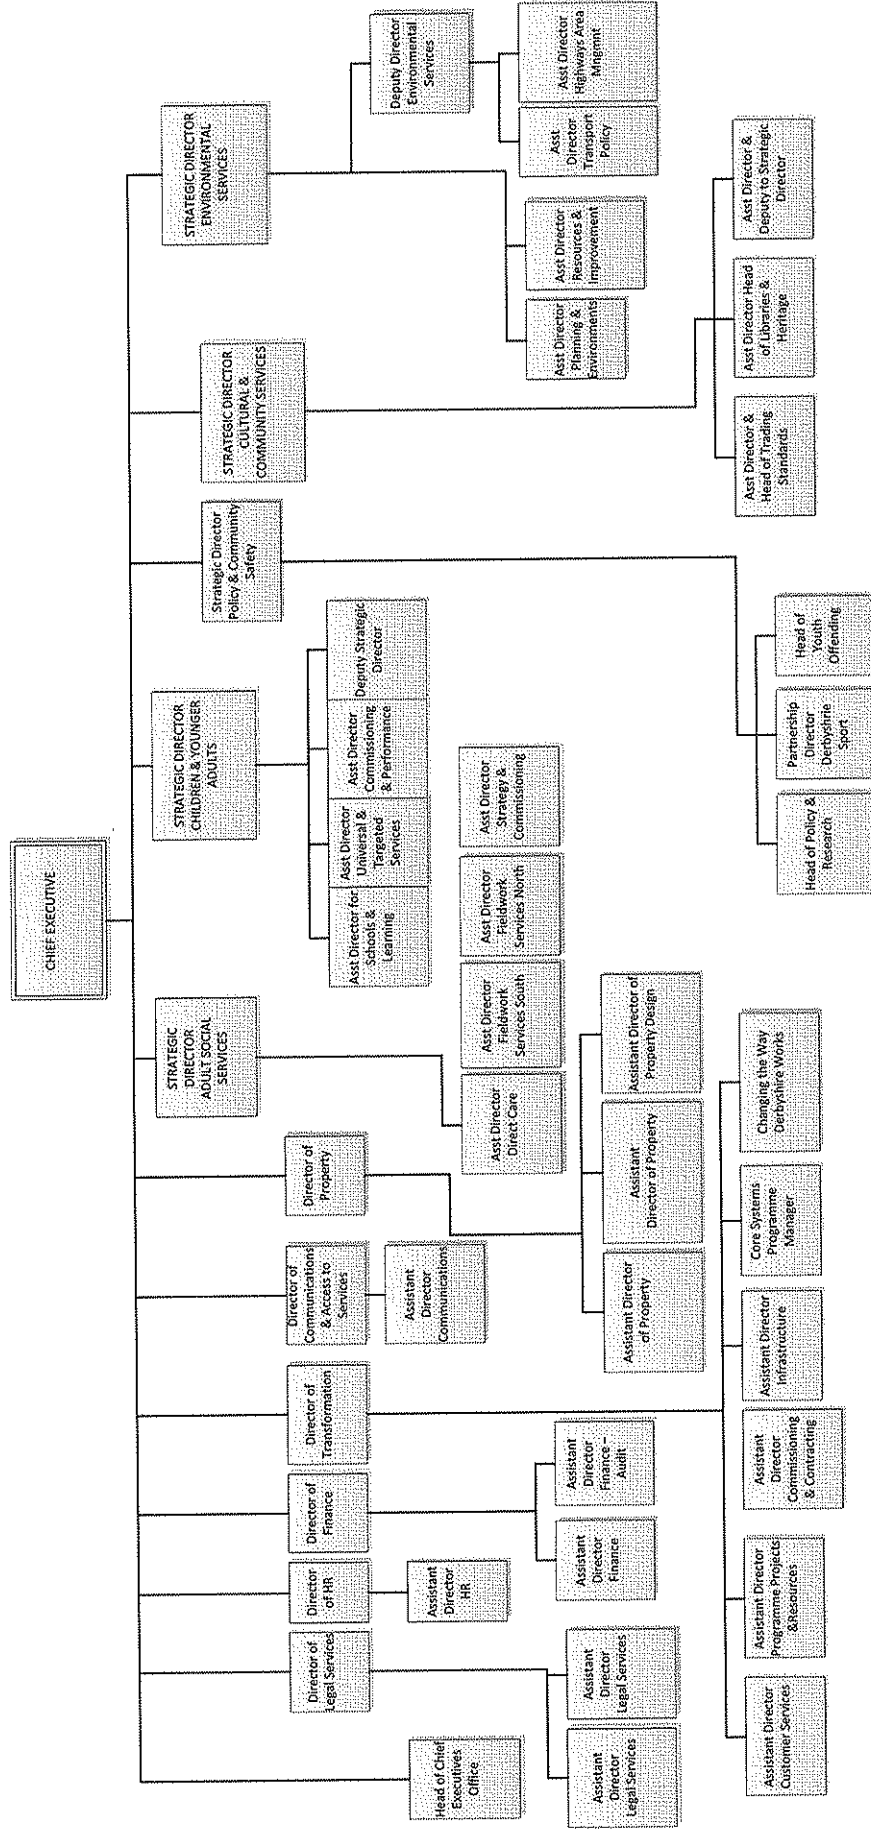 CHIEF EXECUTIVE
Head of Chief
Executives
Office
Director of
Legal Services
Director
of HR
Director of
Finance
Director of
Transformation
Director of
Communications
& Access to
Services
Director of
Property
STRATEGIC
DIRECTOR
ADULT SOCIAL
SERVICES
STRATEGIC DIRECTOR
CHILDREN & YOUNGER
ADULTS
Strategic Director
Policy & Community
Safety
STRATEGIC DIRECTOR
CULTURAL &
COMMUNITY SERVICES
STRATEGIC DIRECTOR
ENVIRONMENTAL
SERVICES
Assistant
Director
Legal Services
Assistant
Director
Legal Services
Assistant
Director
HR
Assistant
Director
Finance
Assistant
Director
Finance –
Audit
Assistant
Director
Communications
Assistant Director
of Property
Assistant
Director of Property
Assistant Director of
Property Design
Assistant Director
Customer Services
Assistant Director
Programme Projects
&Resources
Assistant
Director
Commissioning
& Contracting
Assistant Director
Infrastructure
Core Systems
Programme
Manager
Changing the Way
Derbyshire Works
Asst Director
Direct Care
Asst Director
Fieldwork
Services South
Asst Director
Fieldwork
Services North
Asst Director
Strategy &
Commissioning
Asst Director for
Schools &
Learning
Asst Director
Universal &
Targeted
Services
Asst Director
Commissioning
& Performance
Deputy Strategic
Director
Head of Policy &
Research
Partnership
Director
Derbyshrie
Sport
Head of
Youth
Offending
Asst Director &
Head of Trading
Standards
Asst Director Head
of Libraries &
Heritage
Asst Director &
Deputy to Strategic
Director
Asst Director
Planning &
Environments
Asst Director
Resources &
Improvement
Deputy Director
Environmental
Services
Asst
Director
Transport
Policy
Asst Director
Highways Area
Mngmnt